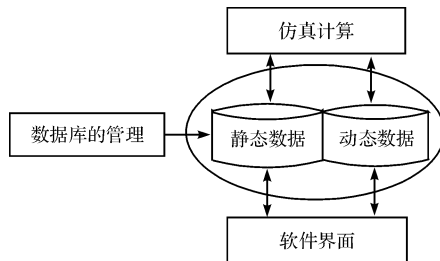 仿真计算
数据库的管理
静态数据
动态数据
软件界面